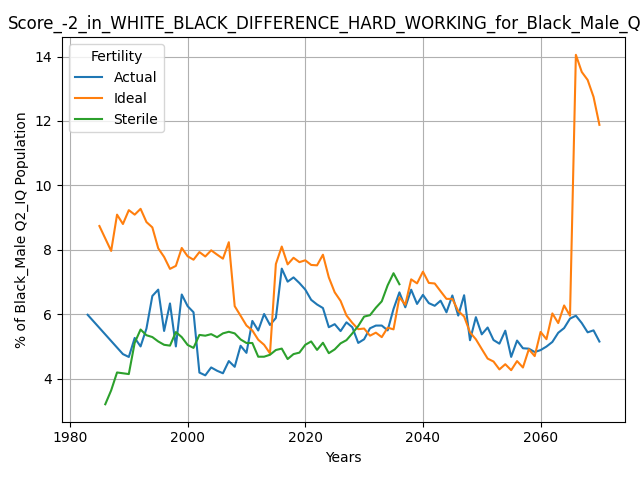 Score_-2_in_WHITE_BLACK_DIFFERENCE_HARD_WORKING_for_Black_Male_Q
Fertility
Actual
Ideal
Sterile
% of Black_Male Q2_IQ Population
14
12
10
8
6
4
1980 2000 2020 2040 2060
Years